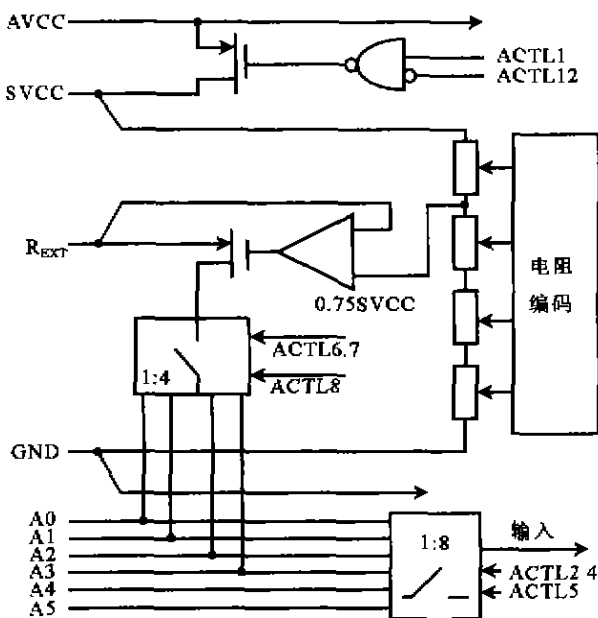 AVCC
ACTL1
ACTL12
SVCC
R_EXT
0.75SVCC
电阻
编码
ACTL6.7
1:4
ACTL8
GND
A0
A1
A2
A3
A4
A5
1:8
输入
ACTL2 4
ACTL5